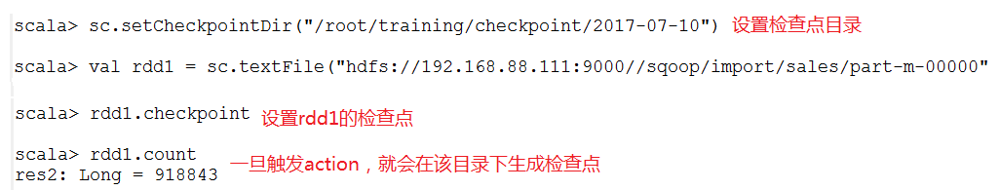 scala> sc.setCheckpointDir("/root/training/checkpoint/2017-07-10") 设置检查点目录
scala> val rdd1 = sc.textFile("hdfs://192.168.88.111:9000//sqoop/import/sales/part-m-00000"
scala> rdd1.checkpoint 设置rdd1的检查点
scala> rdd1.count
res2: Long = 918843 一旦触发action，就会在该目录下生成检查点